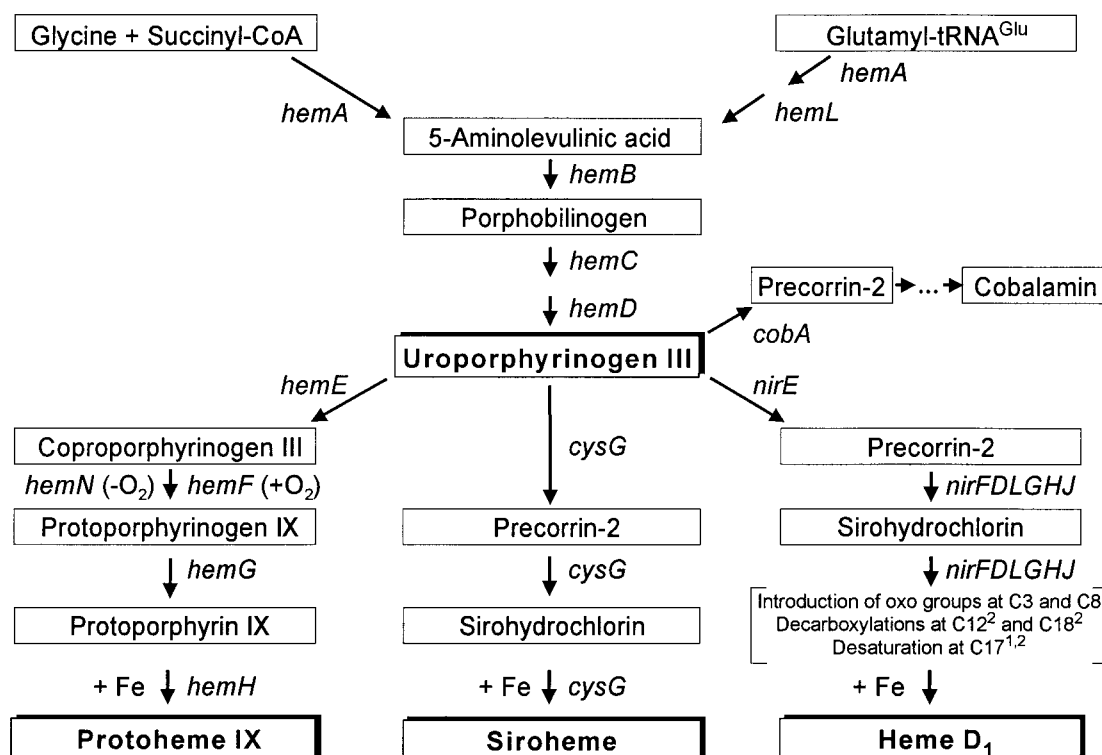 Glycine + Succinyl-CoA
Glutamyl-tRNA^Glu
hemA
hemA
hemL
5-Aminolevulinic acid
hemB
Porphobilinogen
hemC
hemD
Precorrin-2
...
Cobalamin
cobA
Uroporphyrinogen III
hemE
cysG
nirE
Coproporphyrinogen III
Precorrin-2
hemN (-O₂)
hemF (+O₂)
nirFDLGHJ
Protoporphyrinogen IX
Precorrin-2
Sirohydrochlorin
hemG
cysG
nirFDLGHJ
Protoporphyrin IX
Sirohydrochlorin
Introduction of oxo groups at C3 and C8
Decarboxylations at C12² and C18²
Desaturation at C17¹,²
+ Fe
hemH
+ Fe
cysG
+ Fe
Protoheme IX
Siroheme
Heme D₁